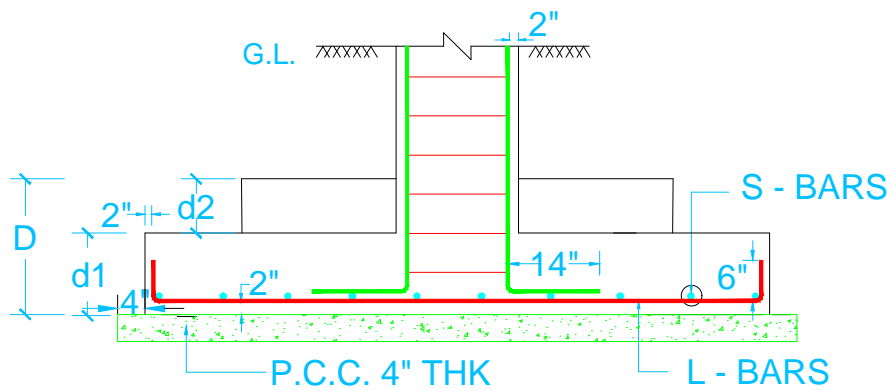 2"
G.L.
S - BARS
2"
d2
D
d1
14"
6"
2"
4"
P.C.C. 4" THK
L - BARS